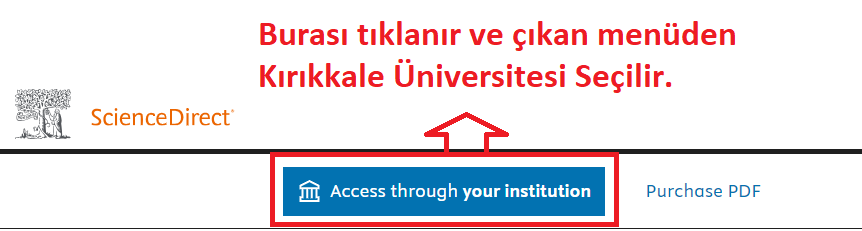 Burası tıklanır ve çıkan menüden
Kırıkkale Üniversitesi Seçilir.
ScienceDirect
Access through your institution
Purchase PDF